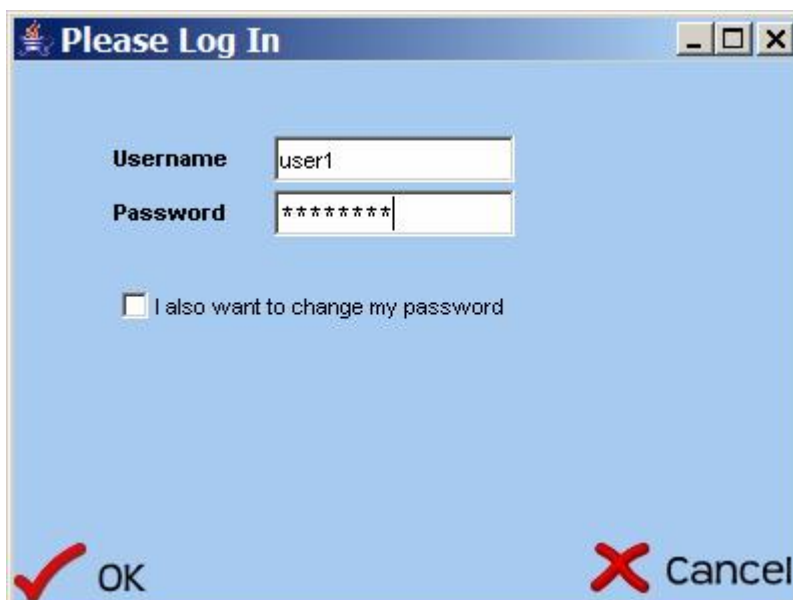 Please Log In
Username user1
Password ********
I also want to change my password
OK Cancel